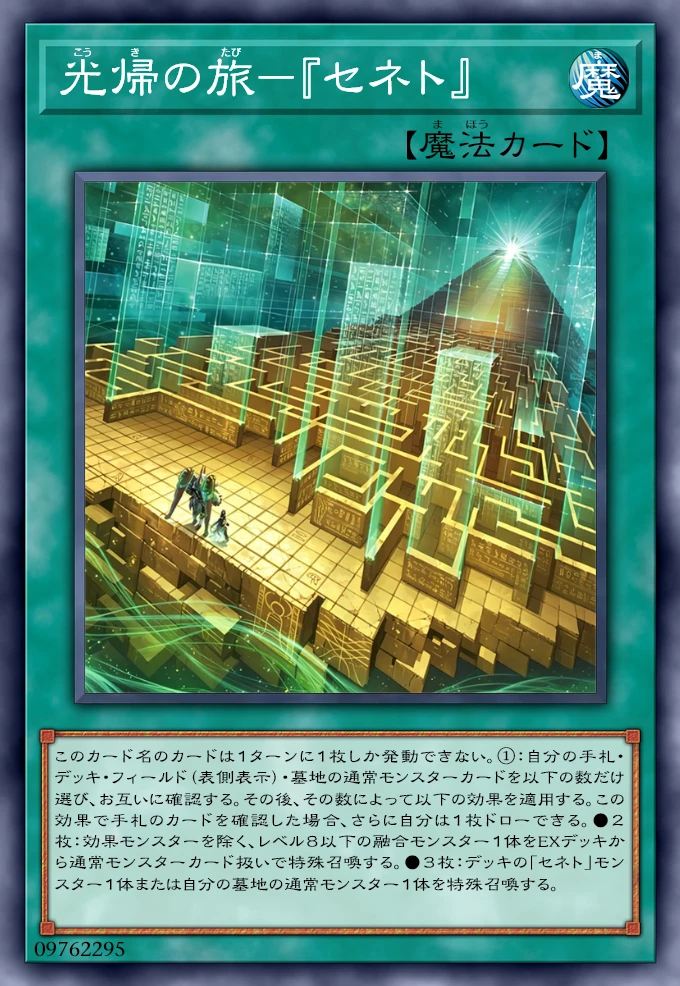 光帰の旅－『セネト』
魔
【魔法カード】
このカード名のカードは1ターンに1枚しか発動できない。①：自分の手札・
デッキ・フィールド（表側表示）・墓地の通常モンスターカードを以下の数だけ
選び、お互いに確認する。その後、その数によって以下の効果を適用する。この
効果で手札のカードを確認した場合、さらに自分は1枚ドローできる。●２
枚：効果モンスターを除く、レベル８以下の融合モンスター１体をEXデッキか
ら通常モンスターカード扱いで特殊召喚する。●３枚：デッキの「セネト」モン
スター１体または自分の墓地の通常モンスター１体を特殊召喚する。
09762295